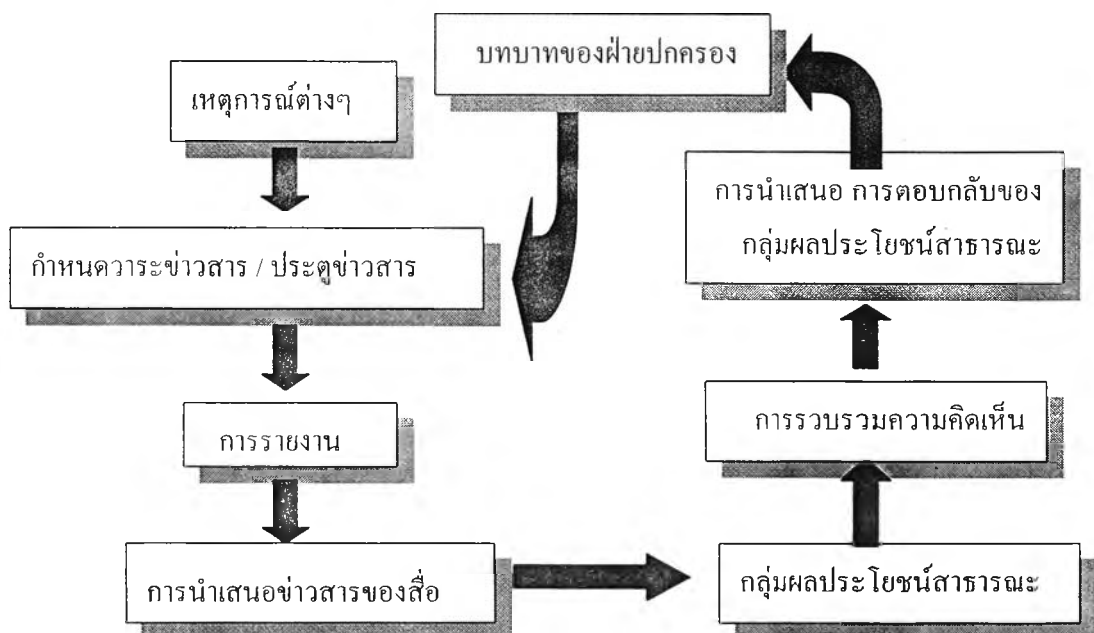 บทบาทของฝ่ายปกครอง
เหตุการณ์ต่างๆ
การนำเสนอ การตอบกลับของ
กลุ่มผลประโยชน์สาธารณะ
กำหนดวาระข่าวสาร / ประตูข่าวสาร
การรวบรวมความคิดเห็น
การรายงาน
การนำเสนอข่าวสารของสื่อ
กลุ่มผลประโยชน์สาธารณะ